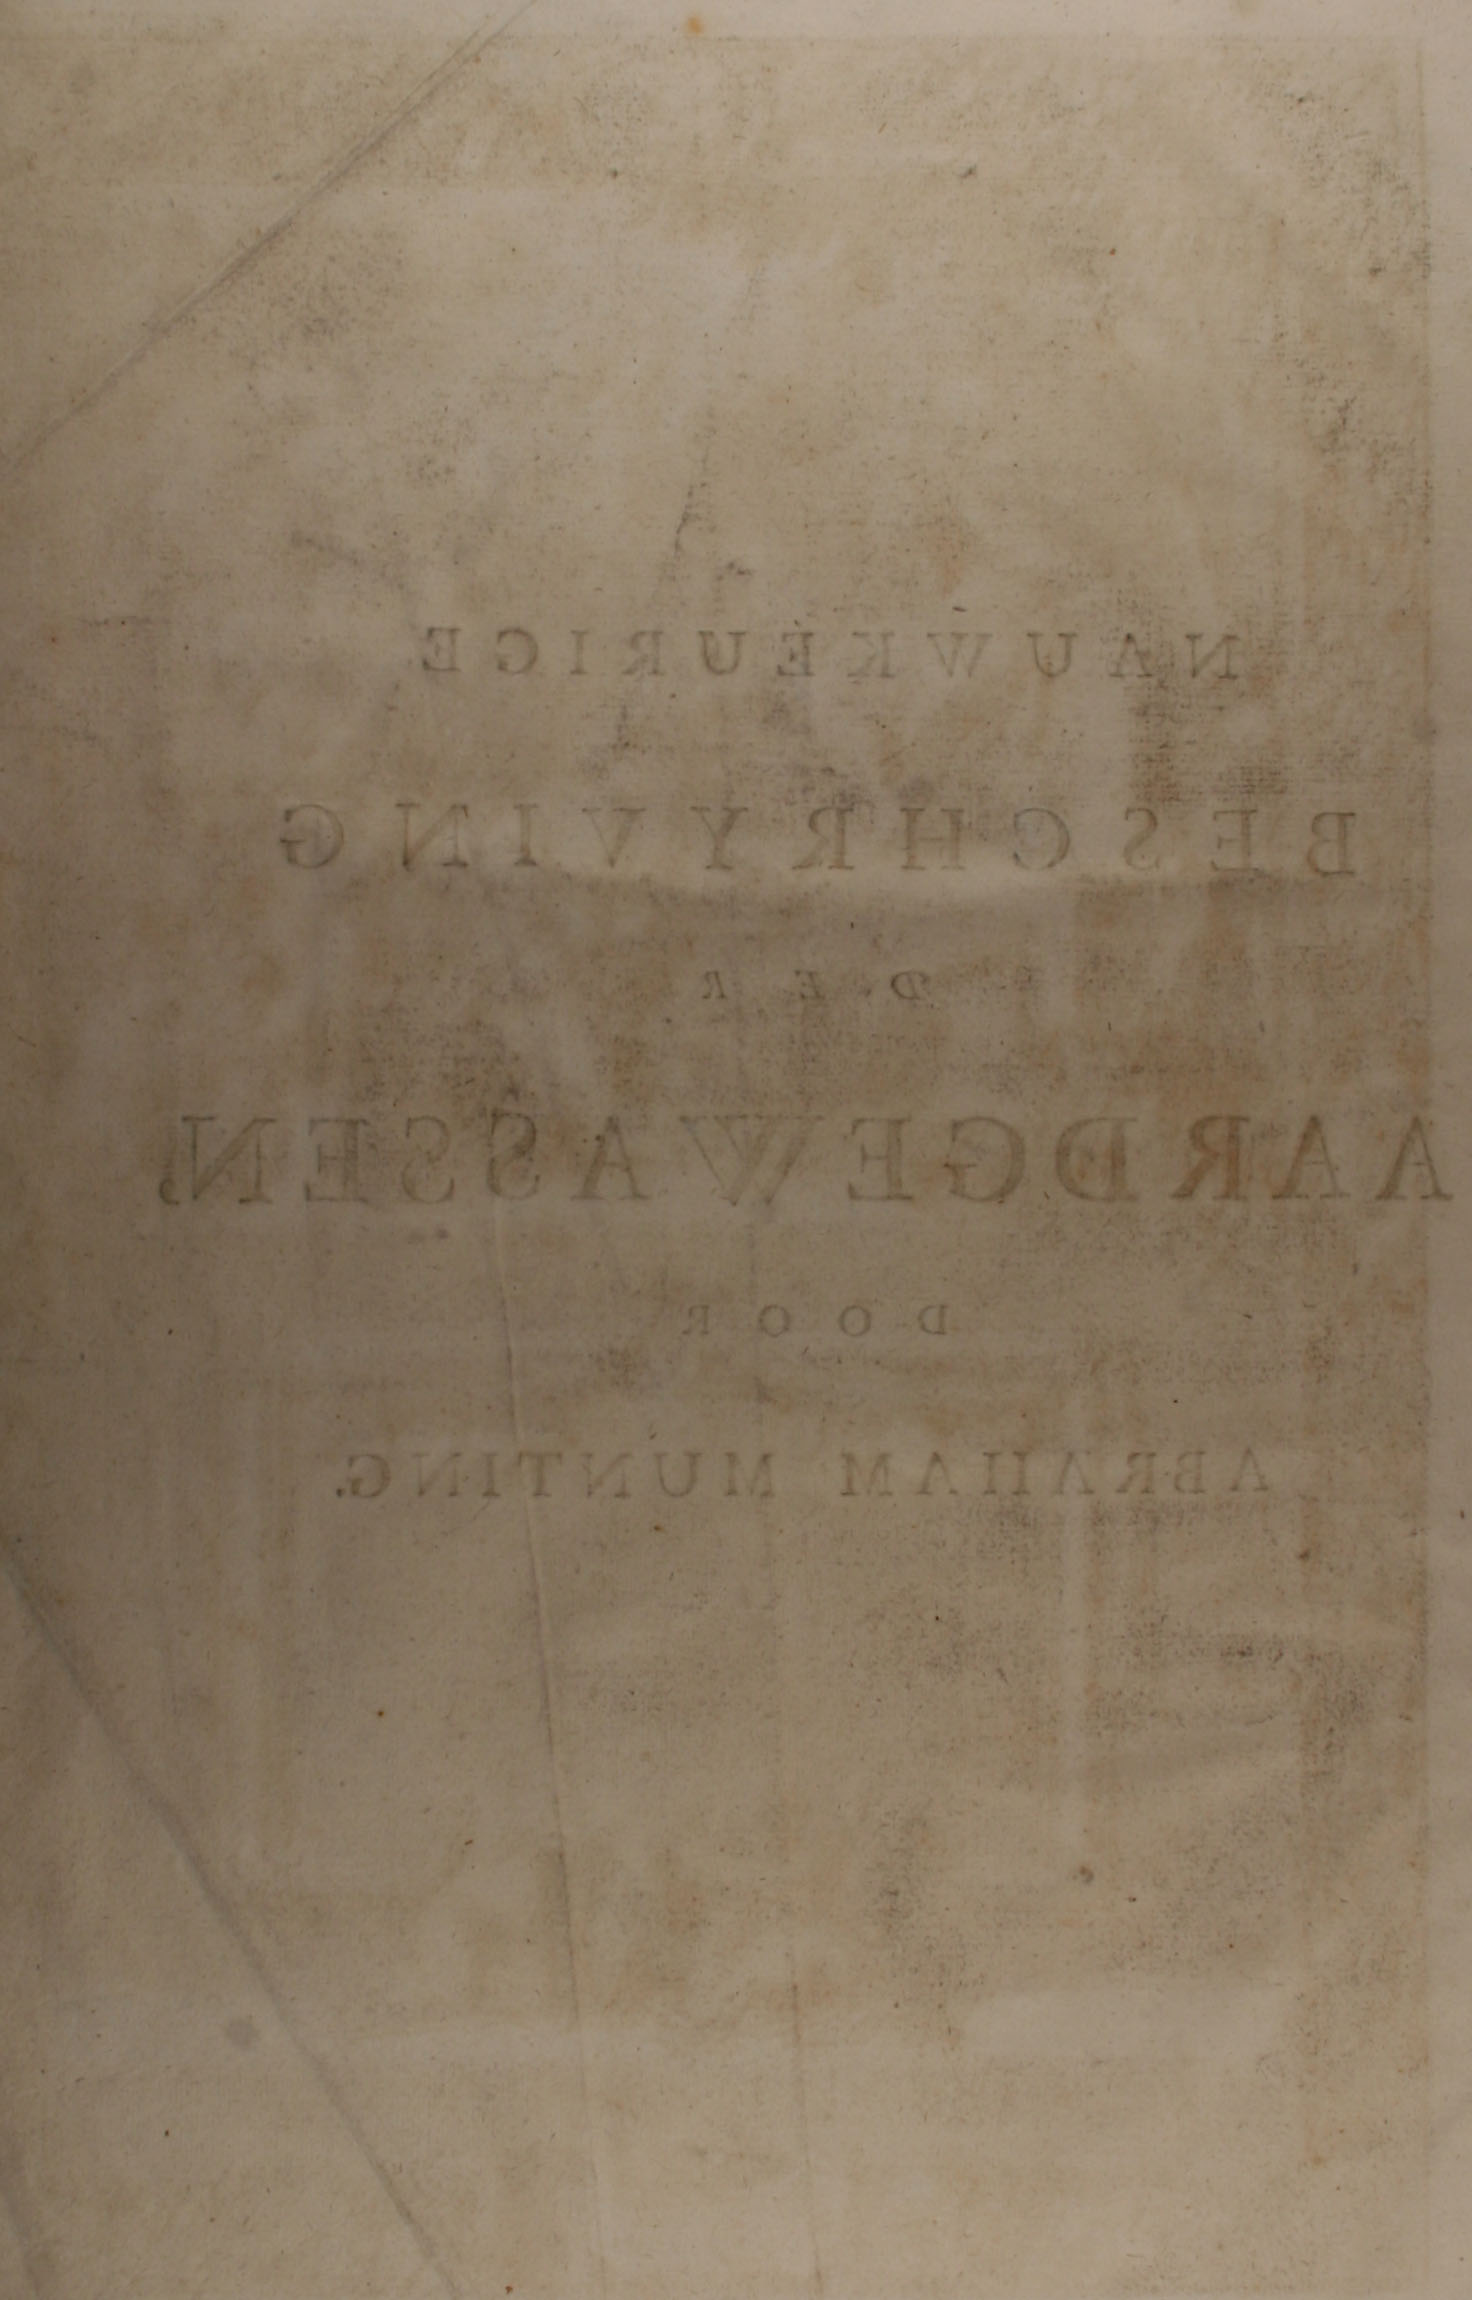 NAUWKEURIGE
BESCHRYVING
DER
AARDGEWASSEN,
DOOR
ABRAHAM MUNTING.